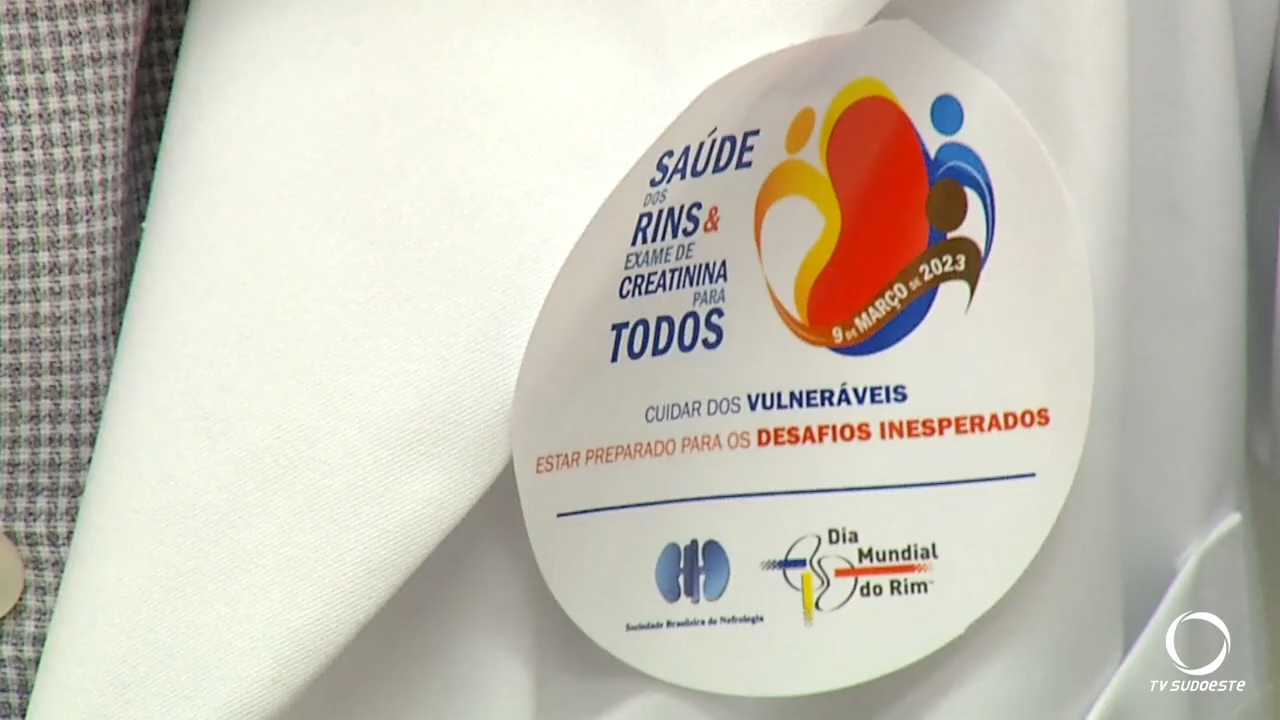 SAÚDE
DOS
RINS &
EXAME DE
CREATININA
PARA
TODOS
9 DE MARÇO DE 2023
CUIDAR DOS VULNERÁVEIS
ESTAR PREPARADO PARA OS DESAFIOS INESPERADOS
Sociedade Brasileira de Nefrologia
Dia
Mundial
do Rim
TV SUDOESTE